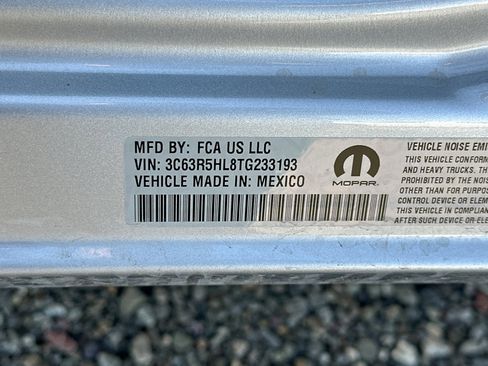 MFD BY: FCA US LLC
VIN: 3C63R5HL8TG233193
VEHICLE MADE IN: MEXICO
MOPAR
VEHICLE NOISE EMI
THIS VEHICLE CONFORM
AND HEAVY TRUCKS. TH
PROHIBITED BY
OTHER THAN FOR PURPOS
CONTROL DEVICE OR ELEM
THIS VEHICLE IN COMPLIAN
AFTER SUCH DEVICE OR ELE